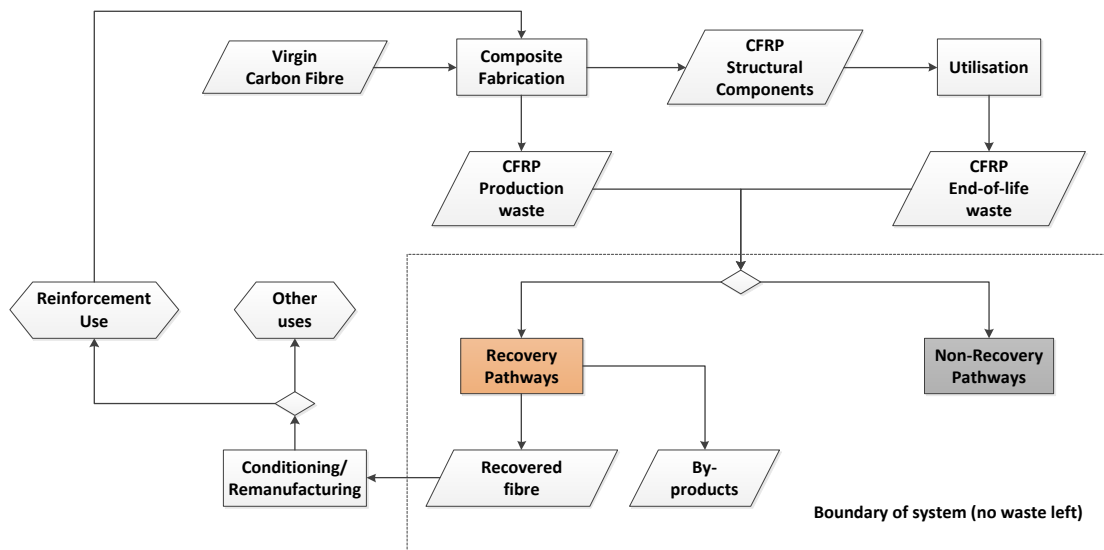 Virgin
Carbon Fibre
Composite
Fabrication
CFRP
Structural
Components
Utilisation
CFRP
Production
waste
CFRP
End-of-life
waste
Reinforcement
Use
Other
uses
Recovery
Pathways
Non-Recovery
Pathways
Conditioning/
Remanufacturing
Recovered
fibre
By-
products
Boundary of system (no waste left)